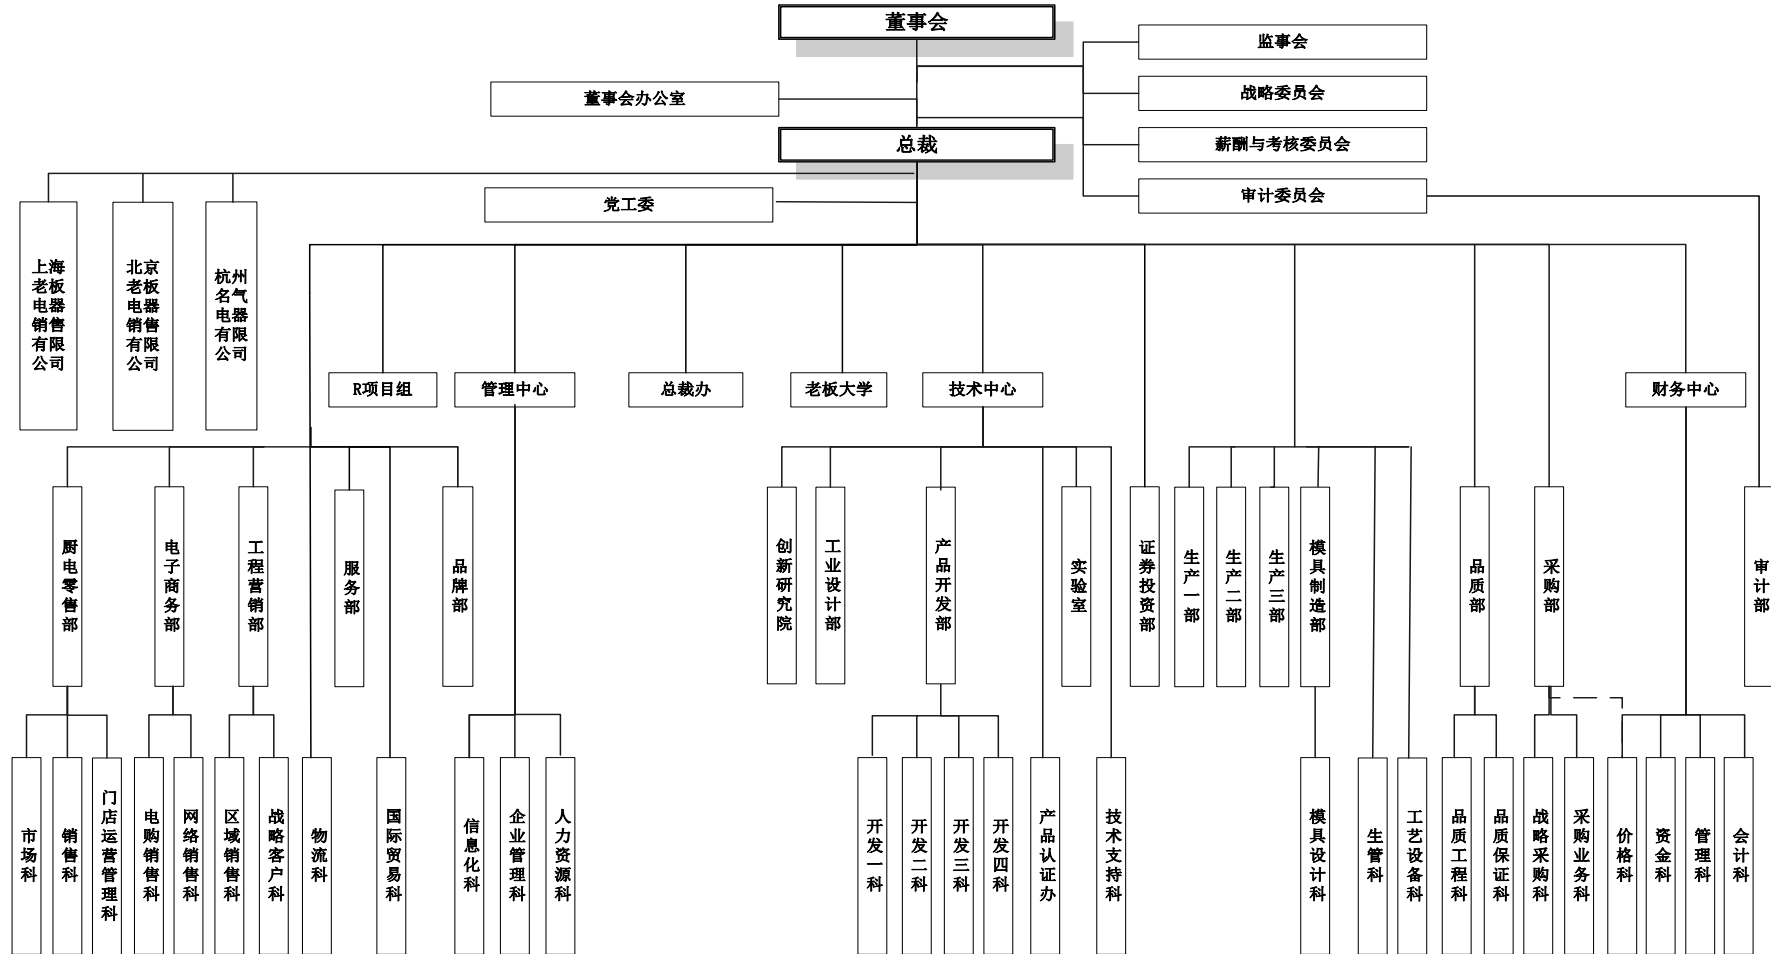 董事会
监事会
董事会办公室
战略委员会
总裁
薪酬与考核委员会
审计委员会
党工委
上海老板电器销售有限公司
北京老板电器销售有限公司
杭州名气电器有限公司
R项目组
管理中心
总裁办
老板大学
技术中心
财务中心
厨电零售部
电子商务部
工程营销部
服务部
品牌部
创新研究院
工业设计部
产品开发部
实验室
证券投资部
生产一部
生产二部
生产三部
模具制造部
品质部
采购部
审计部
市场科
销售科
门店运营管理科
电购销售科
网络销售科
区域销售科
战略客户科
物流科
国际贸易科
信息化科
企业管理科
人力资源科
开发一科
开发二科
开发三科
开发四科
产品认证办
技术支持科
模具设计科
生管科
工艺设备科
品质工程科
品质保证科
战略采购科
采购业务科
价格科
资金科
管理科
会计科